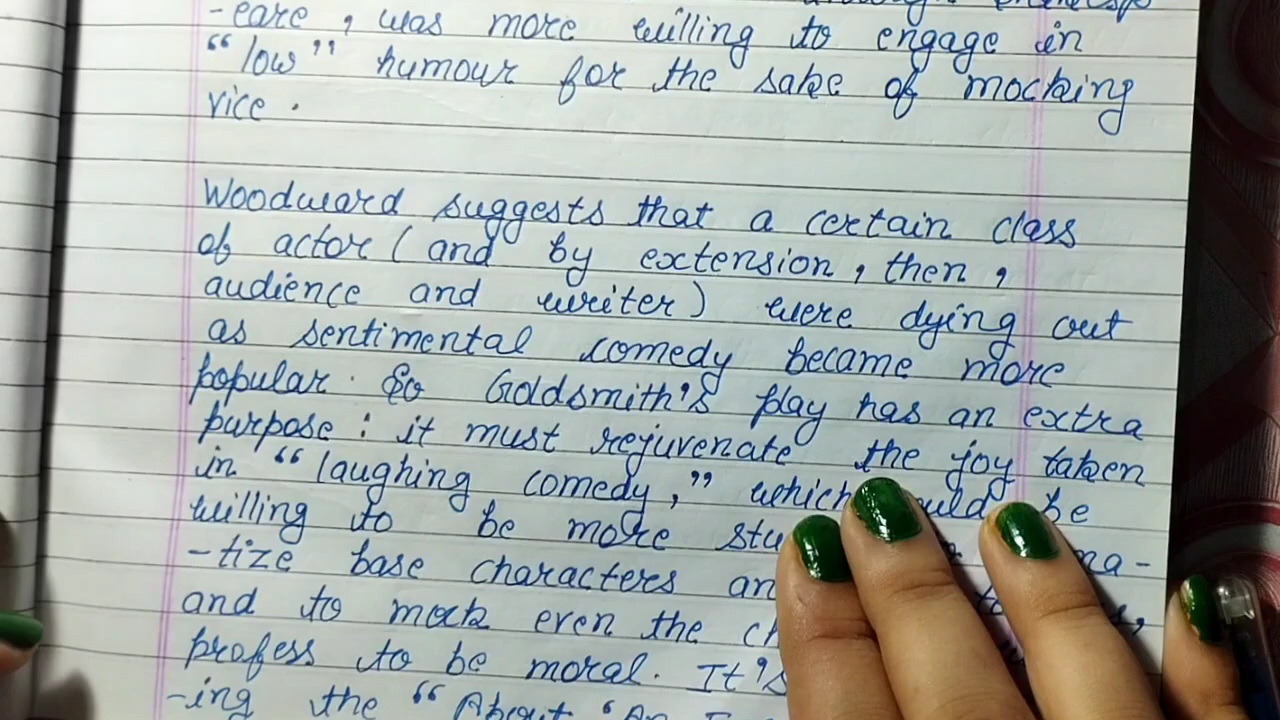 -eare, was more willing to engage in
"low" humour for the sake of mocking
vice.
Woodward suggests that a certain class
of actor (and by extension, then,
audience and writer) were dying out
as sentimental comedy became more
popular. So Goldsmith's play has an extra
purpose: it must rejuvenate the joy taken
in "laughing comedy," which be
willing to be more
-tize base characters
and to mock even the
profess to be moral. It's
-ing the "About